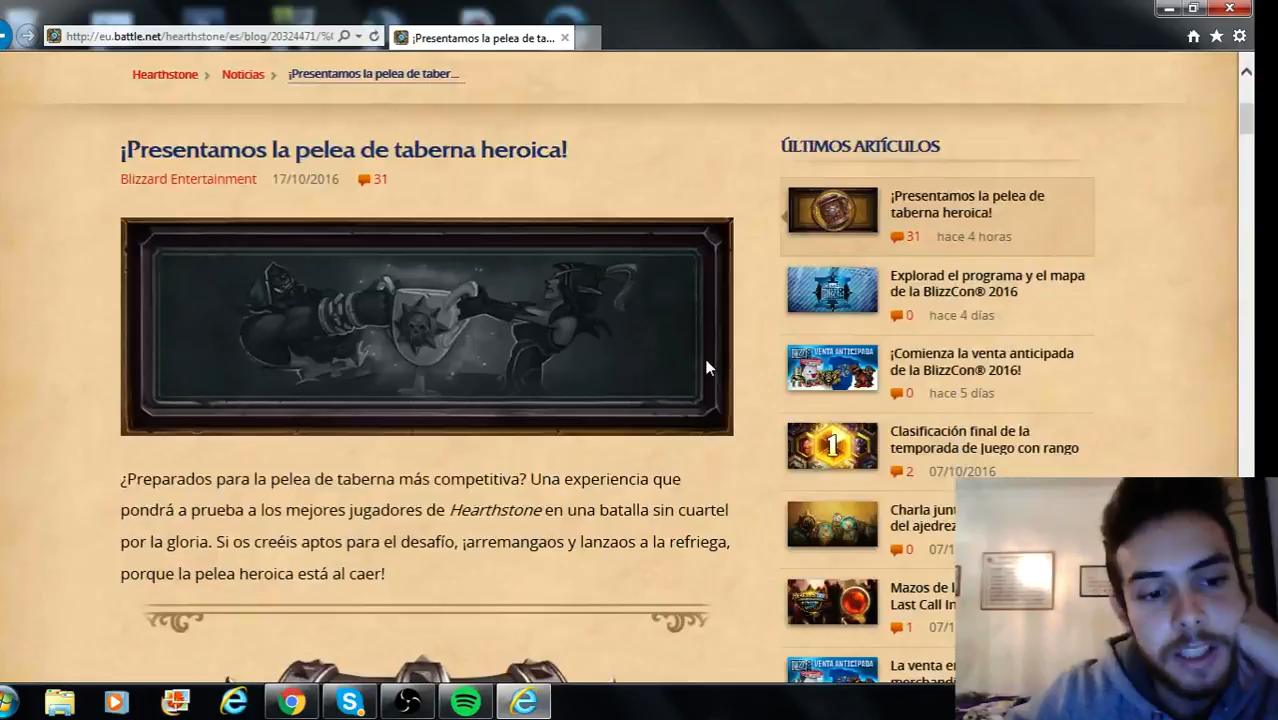 http://eu.battle.net/hearthstone/es/blog/20324471/%(
¡Presentamos la pelea de ta...
Hearthstone
Noticias
¡Presentamos la pelea de taber...
¡Presentamos la pelea de taberna heroica!
Blizzard Entertainment 17/10/2016 31
¿Preparados para la pelea de taberna más competitiva? Una experiencia que
pondrá a prueba a los mejores jugadores de Hearthstone en una batalla sin cuartel
por la gloria. Si os creéis aptos para el desafío, ¡arremangaos y lanzaos a la refriega,
porque la pelea heroica está al caer!
ÚLTIMOS ARTÍCULOS
¡Presentamos la pelea de
taberna heroica!
31 hace 4 horas
Explorad el programa y el mapa
de la BlizzCon® 2016
0 hace 4 días
VENTA ANTICIPADA
¡Comienza la venta anticipada
de la BlizzCon® 2016!
0 hace 5 días
1
Clasificación final de la
temporada de Juego con rango
2 07/10/2016
Charla jun
del ajedrez
0 07/1
Mazos de l
Last Call In
1 07/1
VENTA ANTICIPADA
La venta e
merchandi